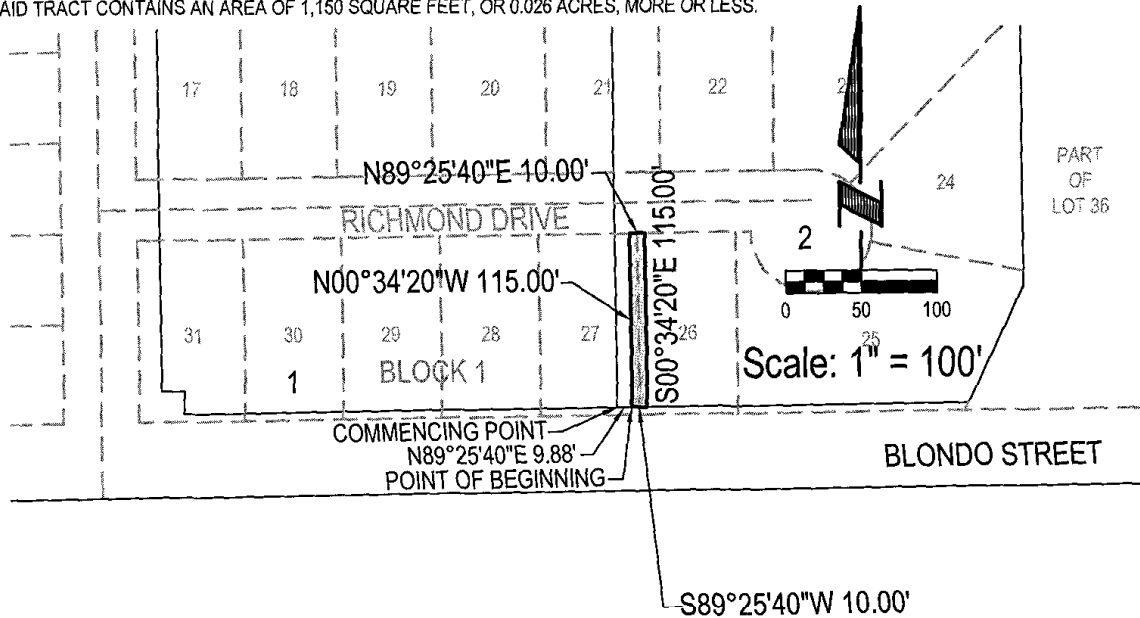 AID TRACT CONTAINS AN AREA OF 1,150 SQUARE FEET, OR 0.026 ACRES, MORE OR LESS.
17
18
19
20
21
22
PART
OF
LOT 36
24
N89°25'40"E 10.00'
RICHMOND DRIVE
2
N00°34'20"W 115.00'
S00°34'20"E 115.00'
0
50
100
31
30
29
28
27
26
25
1
BLOCK 1
Scale: 1" = 100'
COMMENCING POINT
N89°25'40"E 9.88'
POINT OF BEGINNING
BLONDO STREET
S89°25'40"W 10.00'